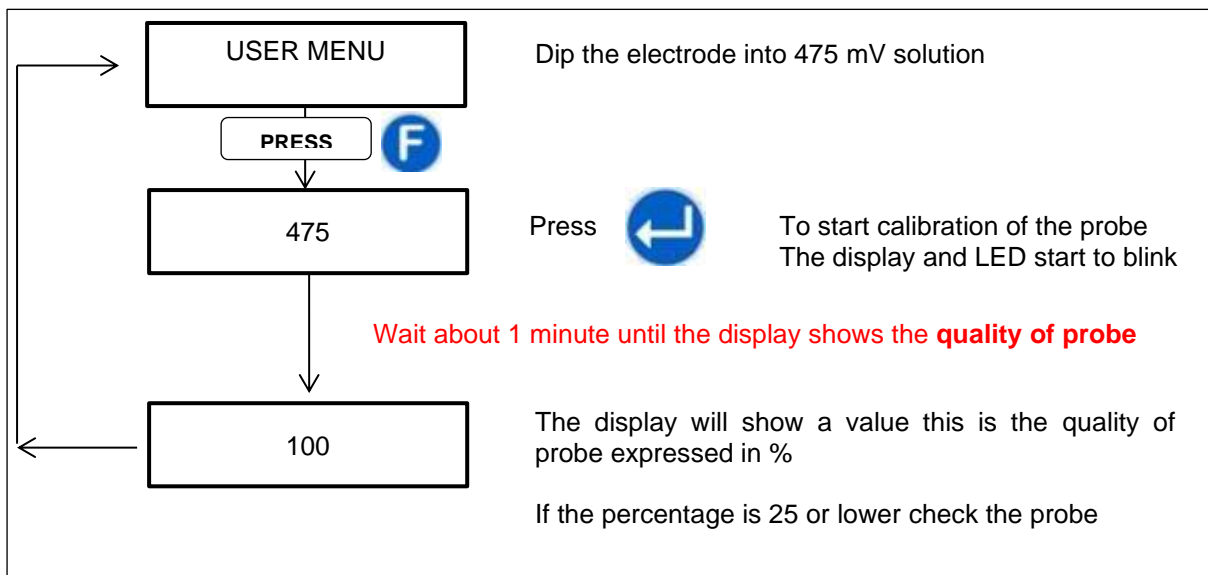 USER MENU
Dip the electrode into 475 mV solution
PRESS
F
475
Press
To start calibration of the probe
The display and LED start to blink
Wait about 1 minute until the display shows the quality of probe
100
The display will show a value this is the quality of
probe expressed in %
If the percentage is 25 or lower check the probe